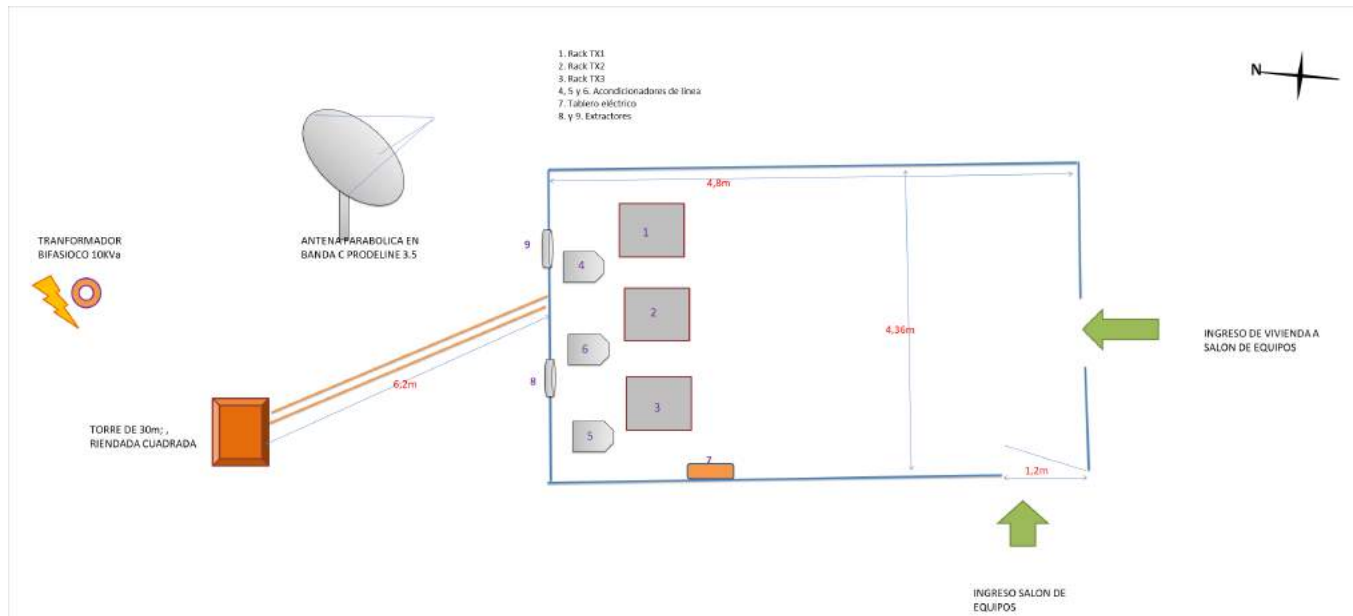 1. Rack TX1
2. Rack TX2
3. Rack TX3
4, 5 y 6. Acondicionadores de línea
7. Tablero eléctrico
8. y 9. Extractores
N
4,8m
TRANFORMADOR
BIFASIOCO 10KVa
ANTENA PARABOLICA EN
BANDA C PRODELINE 3.5
9
1
4
2
4,36m
INGRESO DE VIVIENDA A
SALON DE EQUIPOS
6
8
6,2m
3
TORRE DE 30m; ,
RIENDADA CUADRADA
5
7
1,2m
INGRESO SALON DE
EQUIPOS